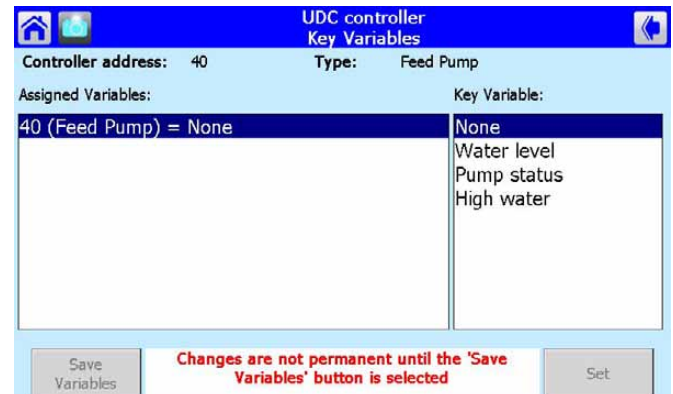 UDC controller
Key Variables
Controller address: 40 Type: Feed Pump
Assigned Variables: Key Variable:
40 (Feed Pump) = None
None
Water level
Pump status
High water
Save
Variables
Changes are not permanent until the 'Save
Variables' button is selected
Set